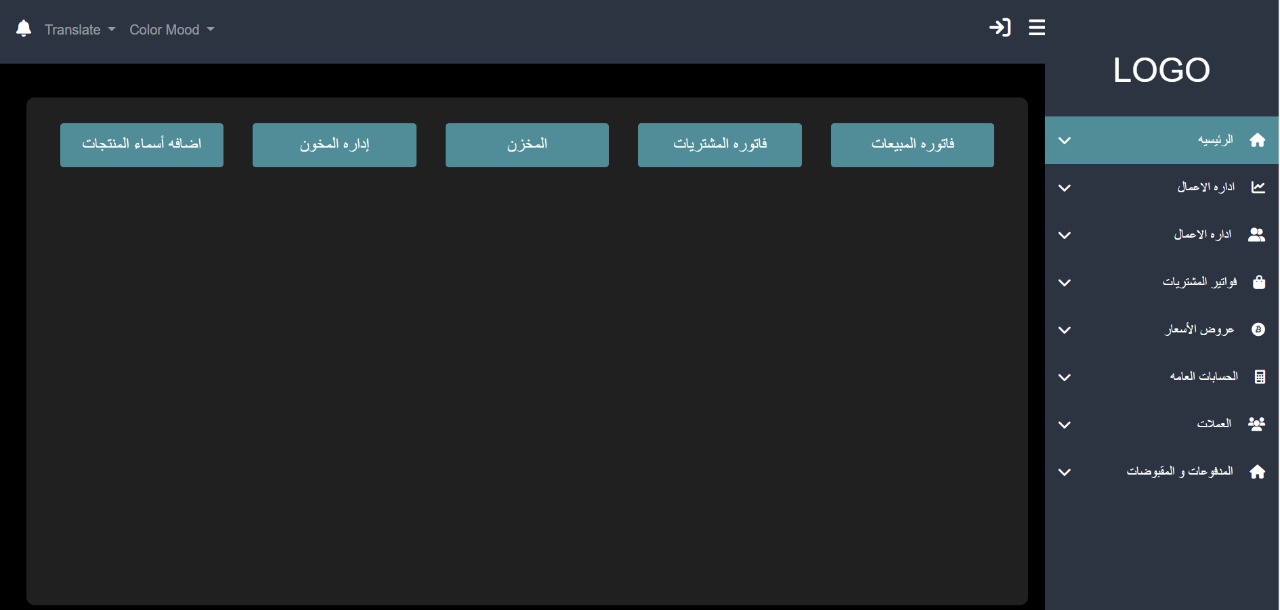 Translate
Color Mood
LOGO
الرئيسيه
اداره الاعمال
اداره الاعمال
فواتير المشتريات
عروض الأسعار
الحسابات العامه
العملات
المدفوعات و المقبوضات
فاتوره المبيعات
فاتوره المشتريات
المخزن
إداره المخون
اضافه أسماء المنتجات